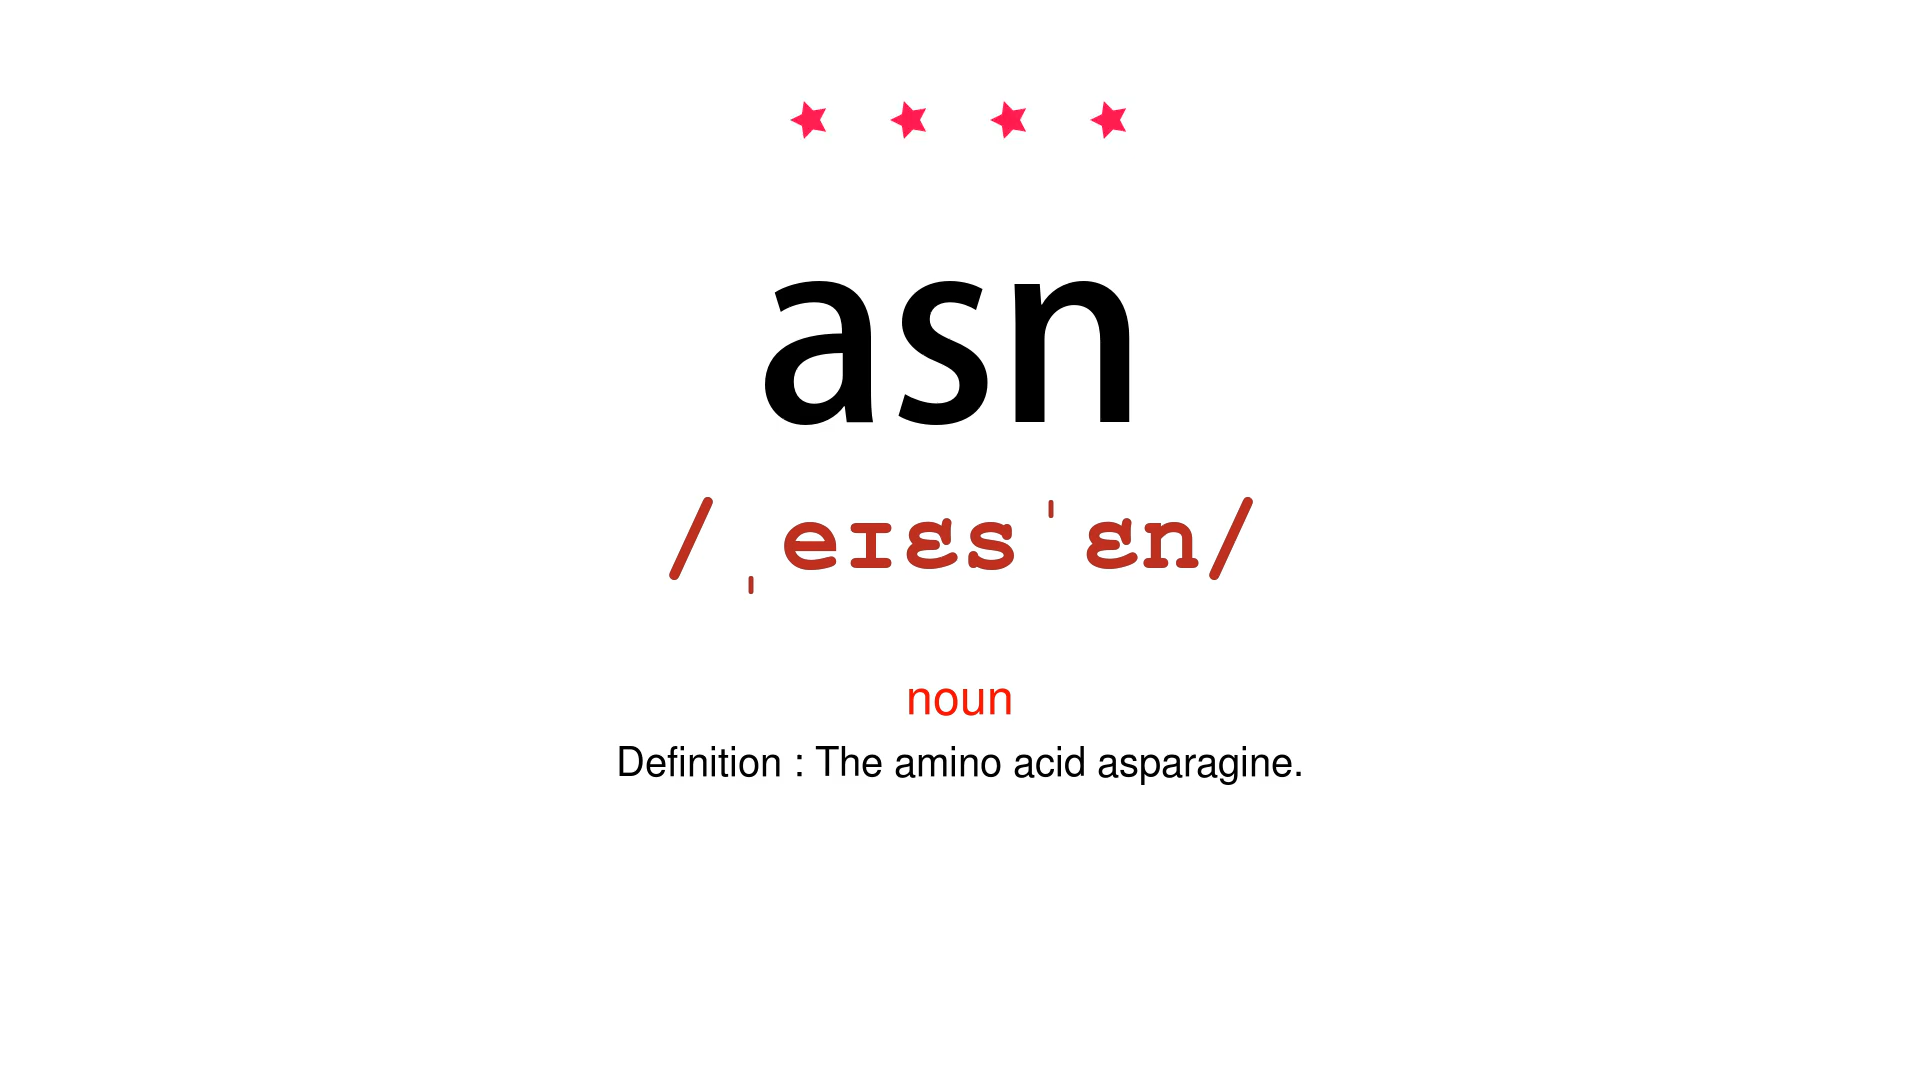 asn
/ˌeɪɛsˈɛn/
noun
Definition : The amino acid asparagine.